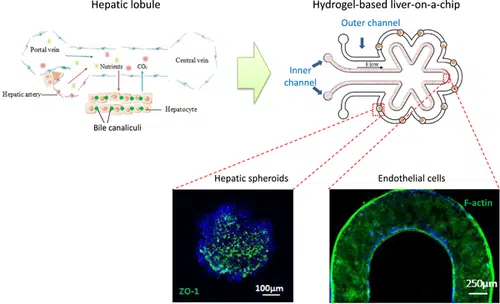 Hepatic lobule
Hydrogel-based liver-on-a-chip
Portal vein
Nutrients
CO₂
Central vein
Hepatic artery
Hepatocyte
Bile canaliculi
Outer channel
Flow
Inner
channel
Hepatic spheroids
Endothelial cells
ZO-1
100μm
F-actin
250μm